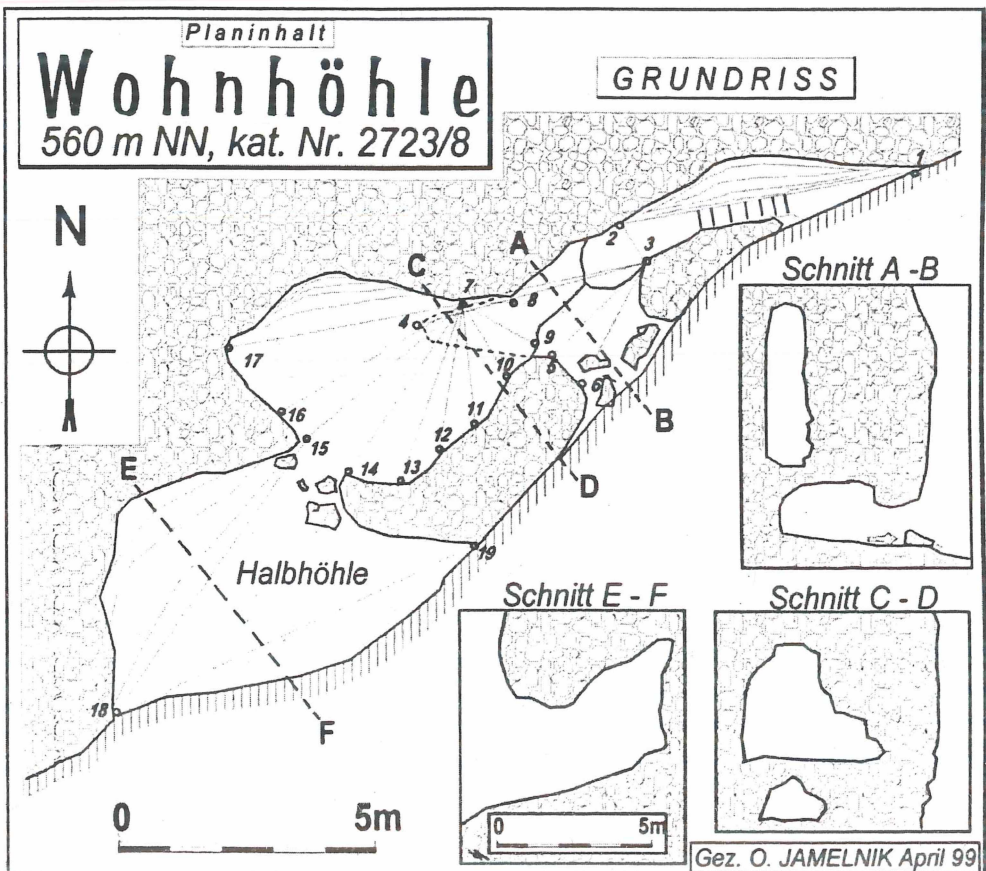 Planinhalt
Wohnhöhle
560 m NN, kat. Nr. 2723/8
GRUNDRISS
N
1
2
3
A
C
7
8
4
9
5
10
6
17
11
B
16
12
15
14
13
D
E
19
Halbhöhle
18
F
0 5m
Schnitt A - B
Schnitt E - F
0 5m
Schnitt C - D
Gez. O. JAMELNIK April 99